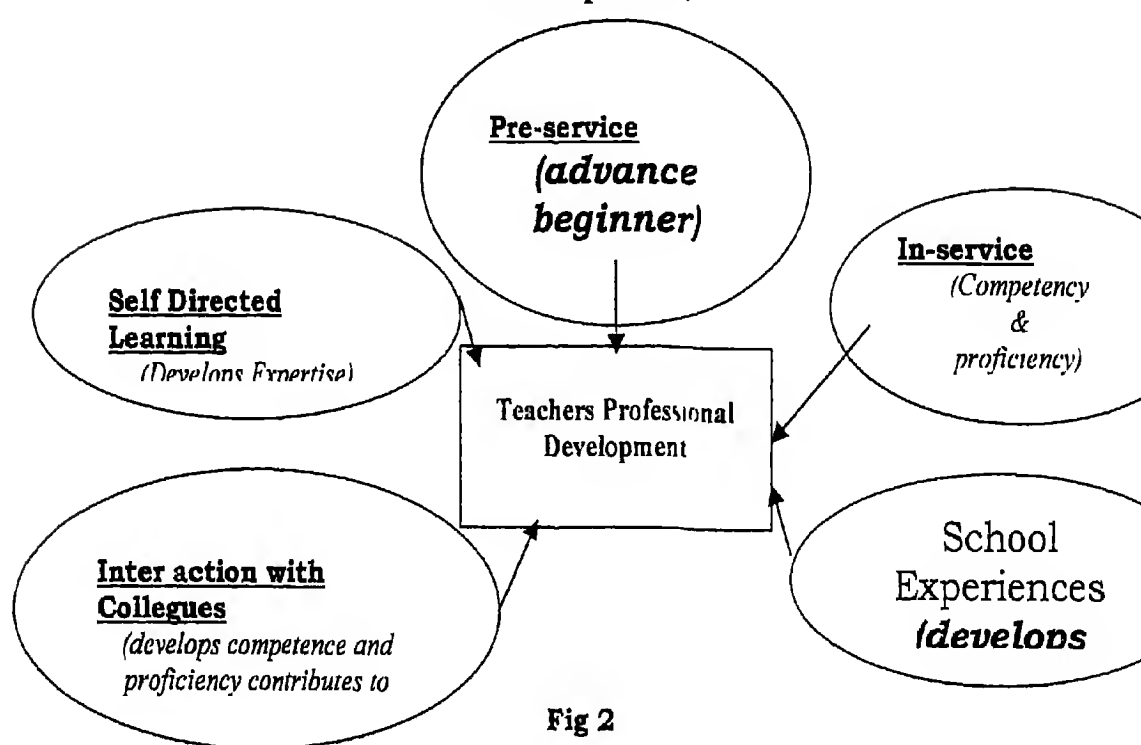 Pre-service
(advance
beginner)
Self Directed
Learning
(Develops Expertise)
In-service
(Competency
&
proficiency)
Teachers Professional
Development
Inter action with
Collegues
(develops competence and
proficiency contributes to
School
Experiences
(develops
Fig 2